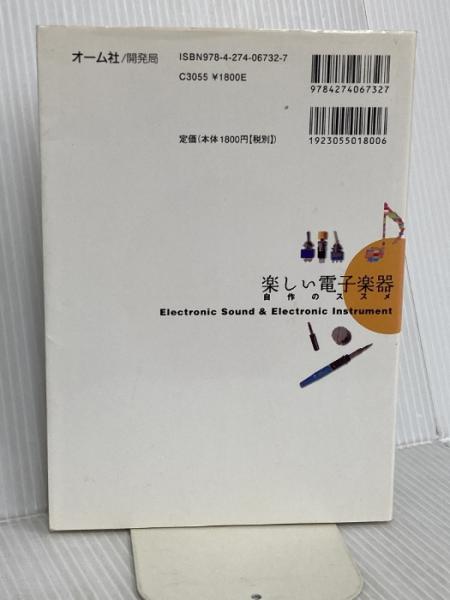 オーム社/開発局
ISBN978-4-274-06732-7
C3055 ¥1800E
定価(本体1800円【税別】)
9784274067327
1923055018006
楽しい電子楽器
自作のススメ
Electronic Sound & Electronic Instrument